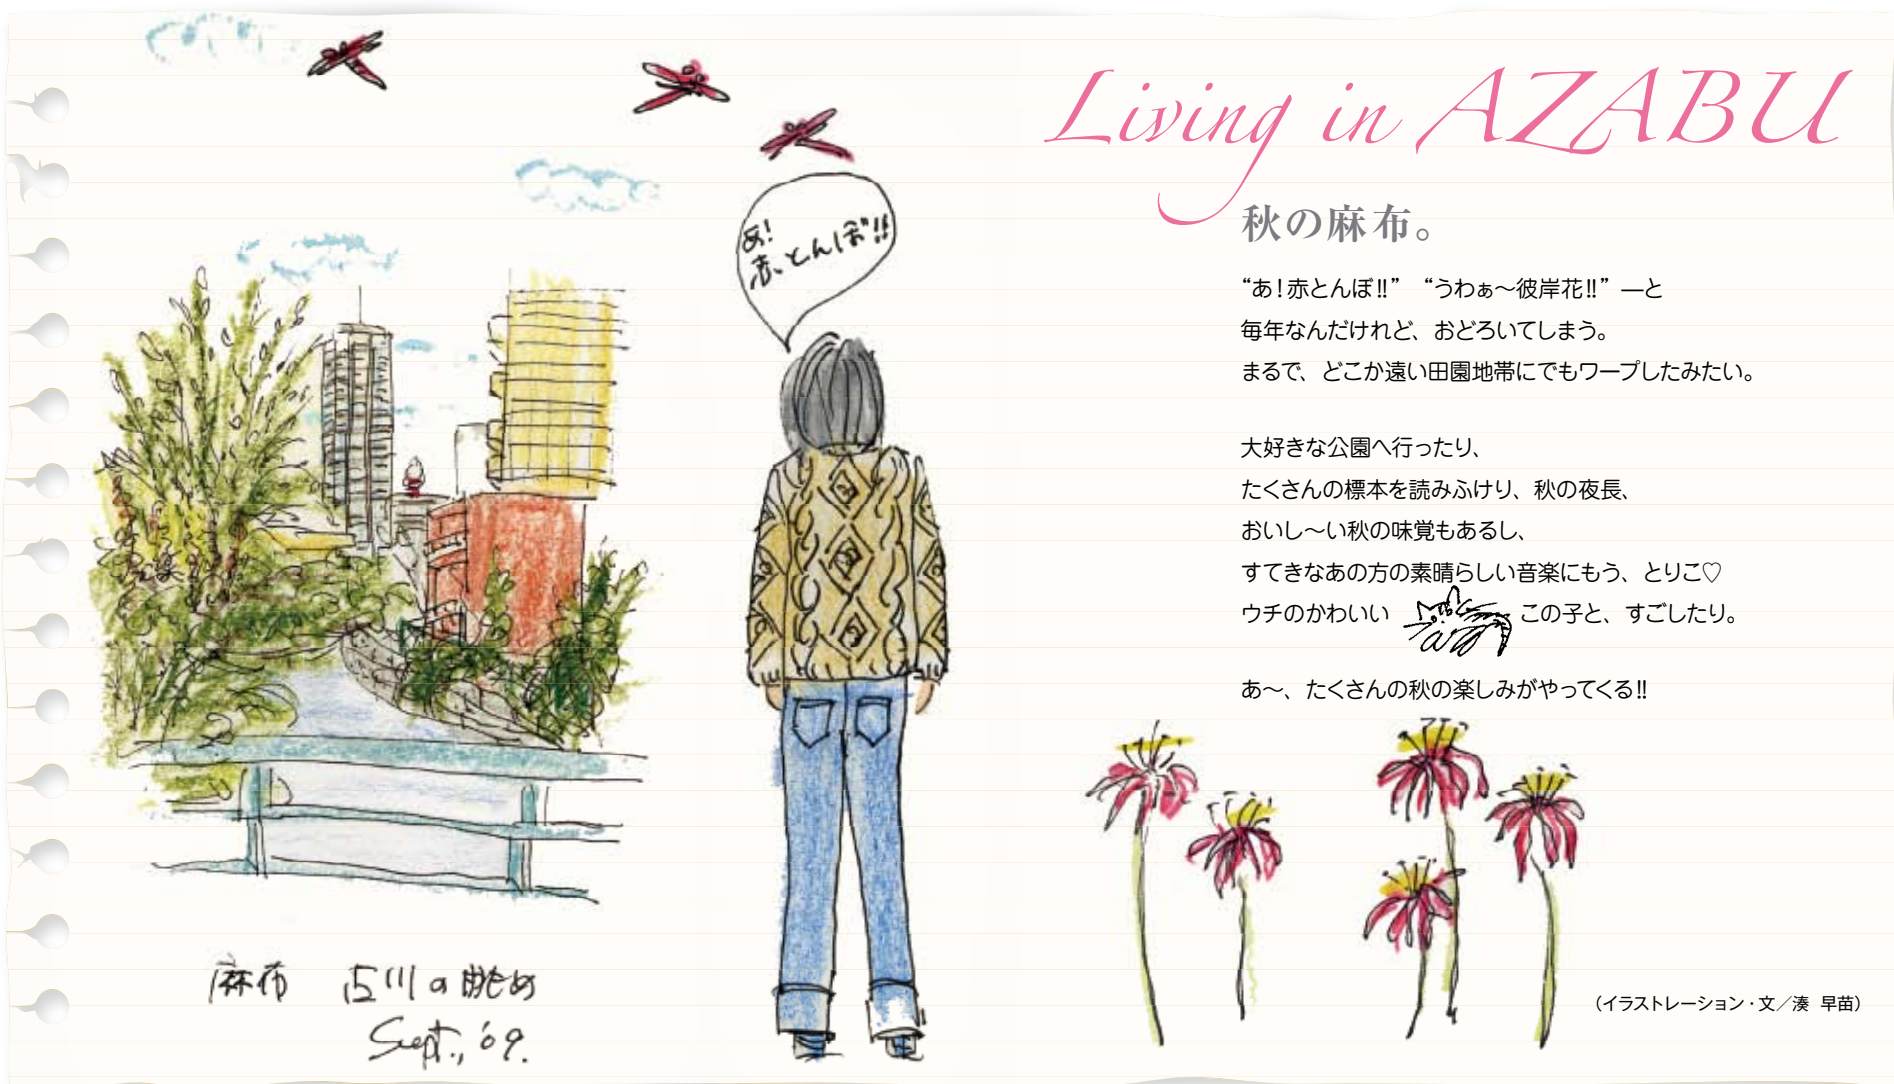 Living in AZABU
秋の麻布。
“あ!赤とんぼ!!” “うわぁ〜彼岸花!!” —と
毎年なんだけれど、おどろいてしまう。
まるで、どこか遠い田園地帯にでもワープしたみたい。
大好きな公園へ行ったり、
たくさんの標本を読みふけり、秋の夜長、
おいし〜い秋の味覚もあるし、
すてきなあの方の素晴らしい音楽にもう、とりこ♡
ウチのかわいい この子と、すごしたり。
あ〜、たくさんの秋の楽しみがやってくる!!
あ!
赤とんぼ!!
麻布 古川の眺め
Sept., '09.
(イラストレーション・文/湊 早苗)